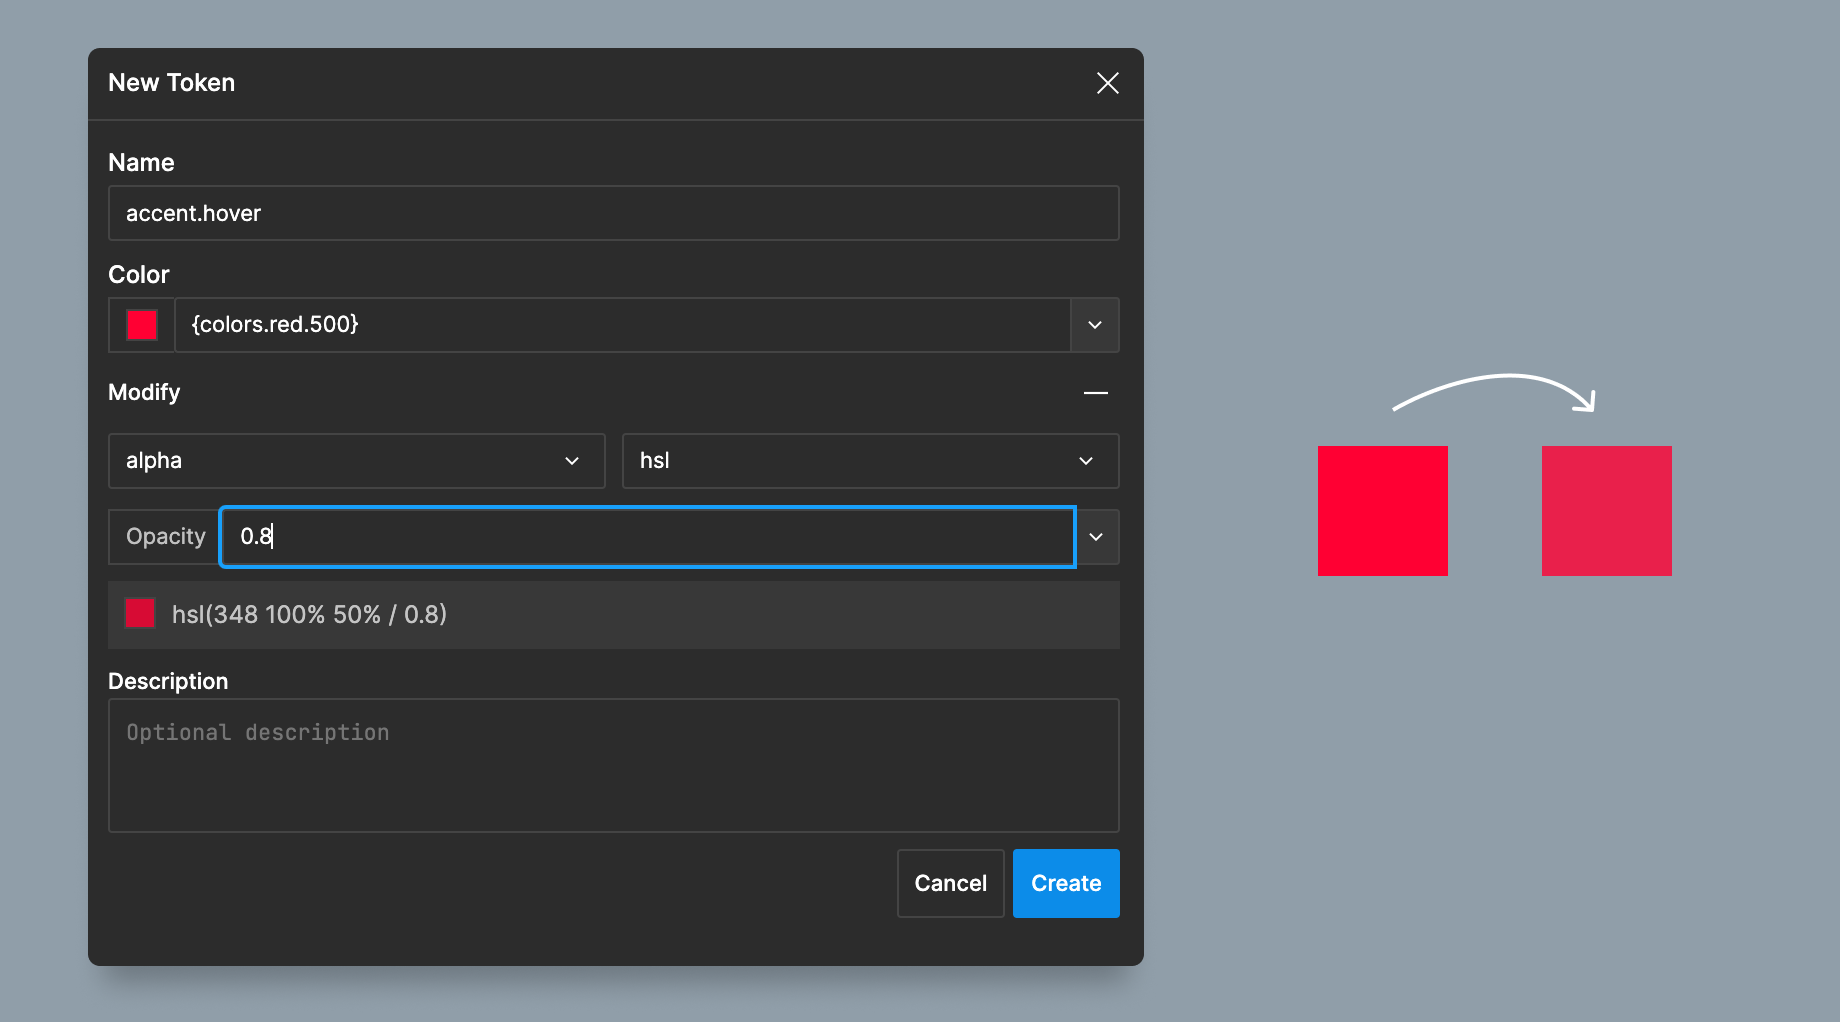 New Token
Name
accent.hover
Color
{colors.red.500}
Modify
alpha
hsl
Opacity
0.8
hsl(348 100% 50% / 0.8)
Description
Optional description
Cancel
Create